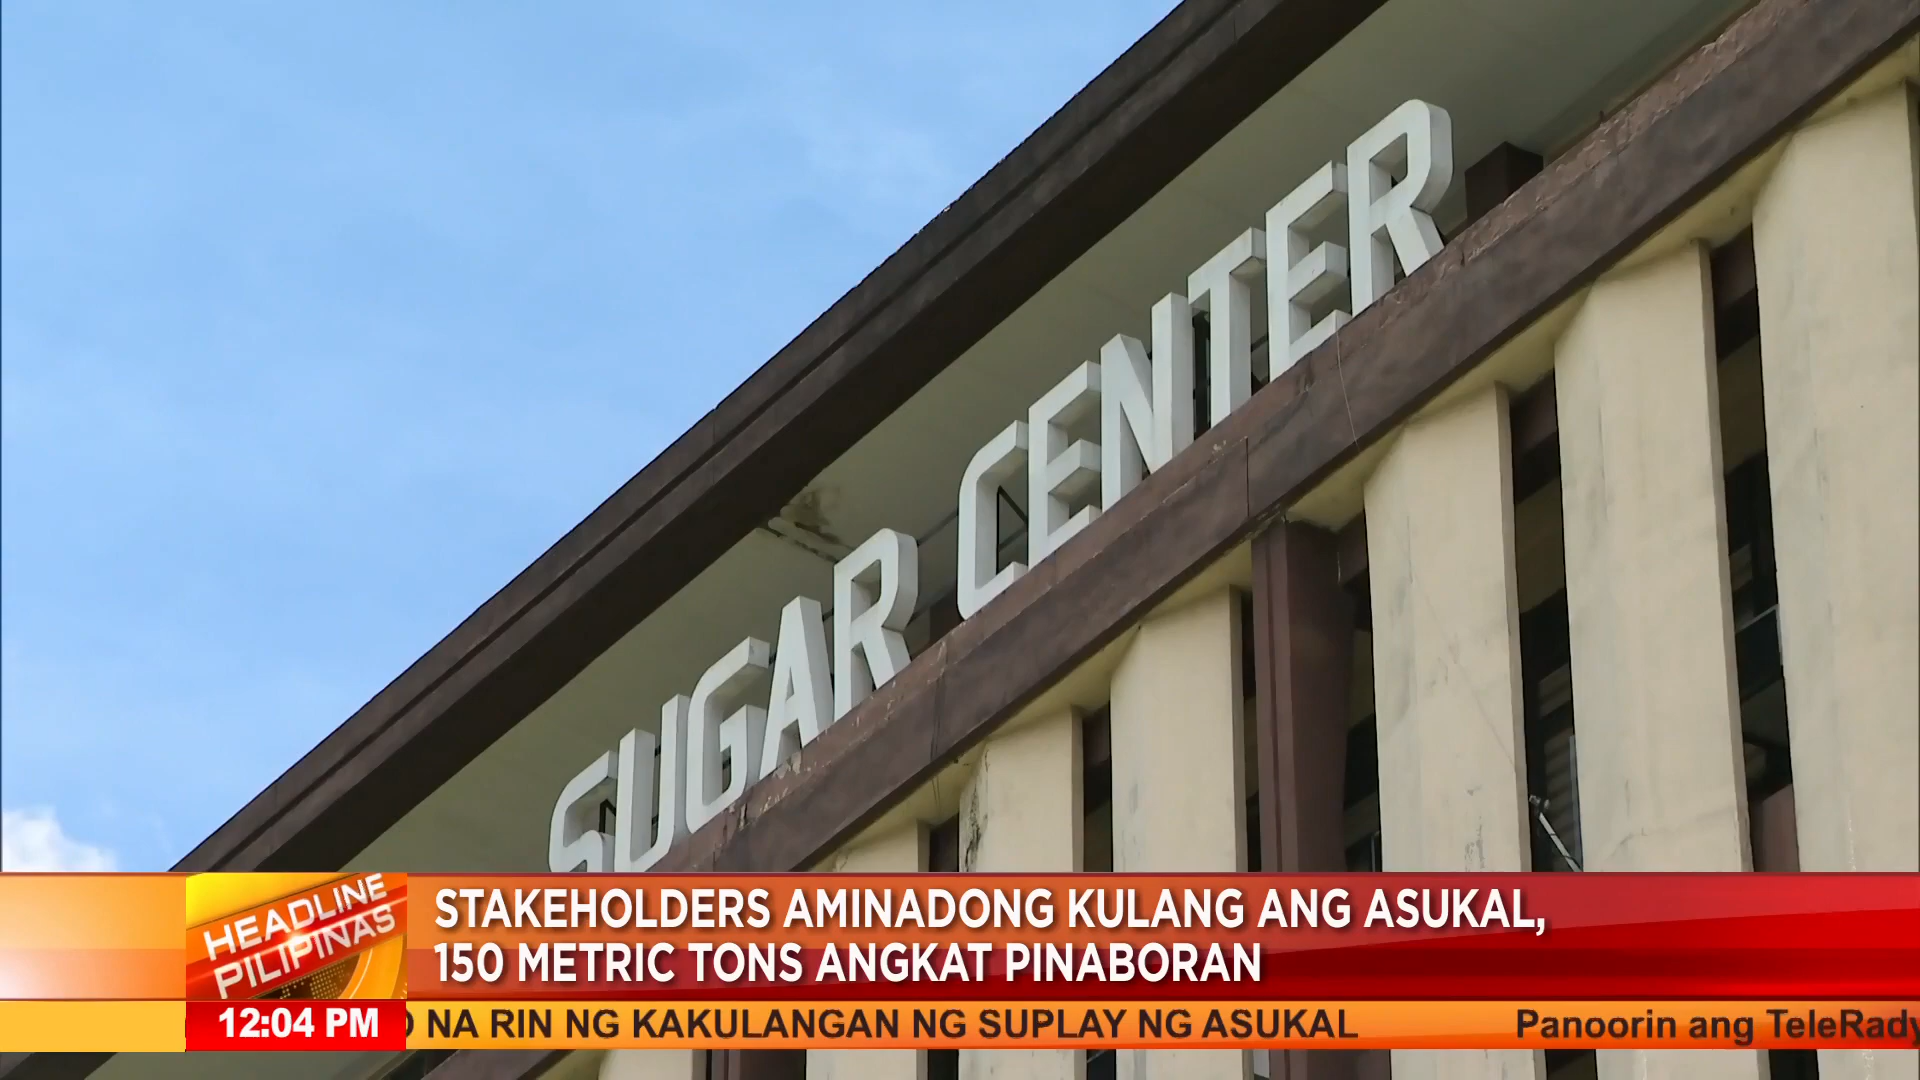 SUGAR CENTER
HEADLINE
PILIPINAS
STAKEHOLDERS AMINADONG KULANG ANG ASUKAL,
150 METRIC TONS ANGKAT PINABORAN
12:04 PM
NA RIN NG KAKULANGAN NG SUPLAY NG ASUKAL
Panoorin ang TeleRady